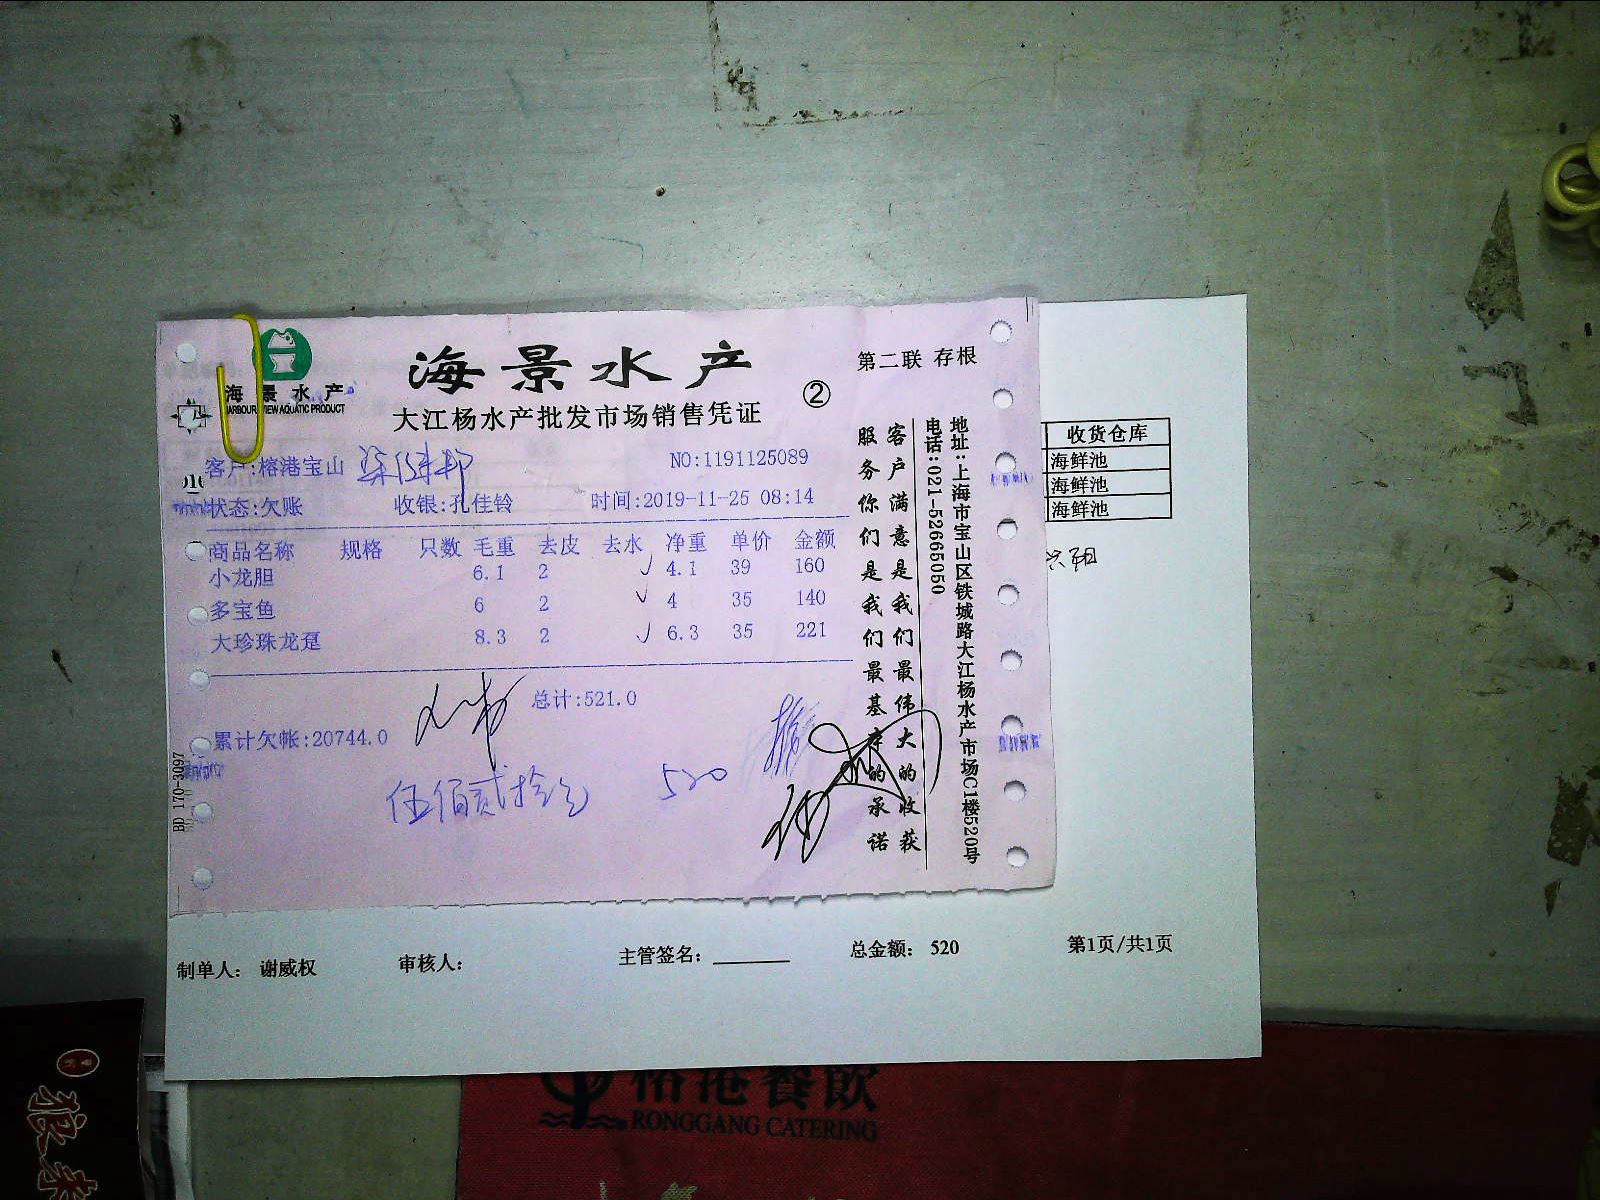 海景水产
HARBOUR VIEW AQUATIC PRODUCT
海景水产
大江杨水产批发市场销售凭证
②
第二联 存根
客户:榕港宝山
NO:1191125089
状态:欠账 收银:孔佳铃 时间:2019-11-25 08:14
商品名称 规格 只数 毛重 去皮 去水 净重 单价 金额
小龙胆 6.1 2 ✓ 4.1 39 160
多宝鱼 6 2 ✓ 4 35 140
大珍珠龙趸 8.3 2 ✓ 6.3 35 221
总计:521.0
累计欠帐:20744.0
伍佰贰拾元 520
BD 170-3097
地址:上海市宝山区铁城路大江杨水产市场C1楼520号
电话:021-52665050
客户满意是我们最伟大的收获
服务你们是我们最基本的承诺
收货仓库
海鲜池
海鲜池
海鲜池
制单人: 谢威权 审核人: 主管签名: 总金额: 520 第1页/共1页
榕港餐飲
RONGGANG CATERING